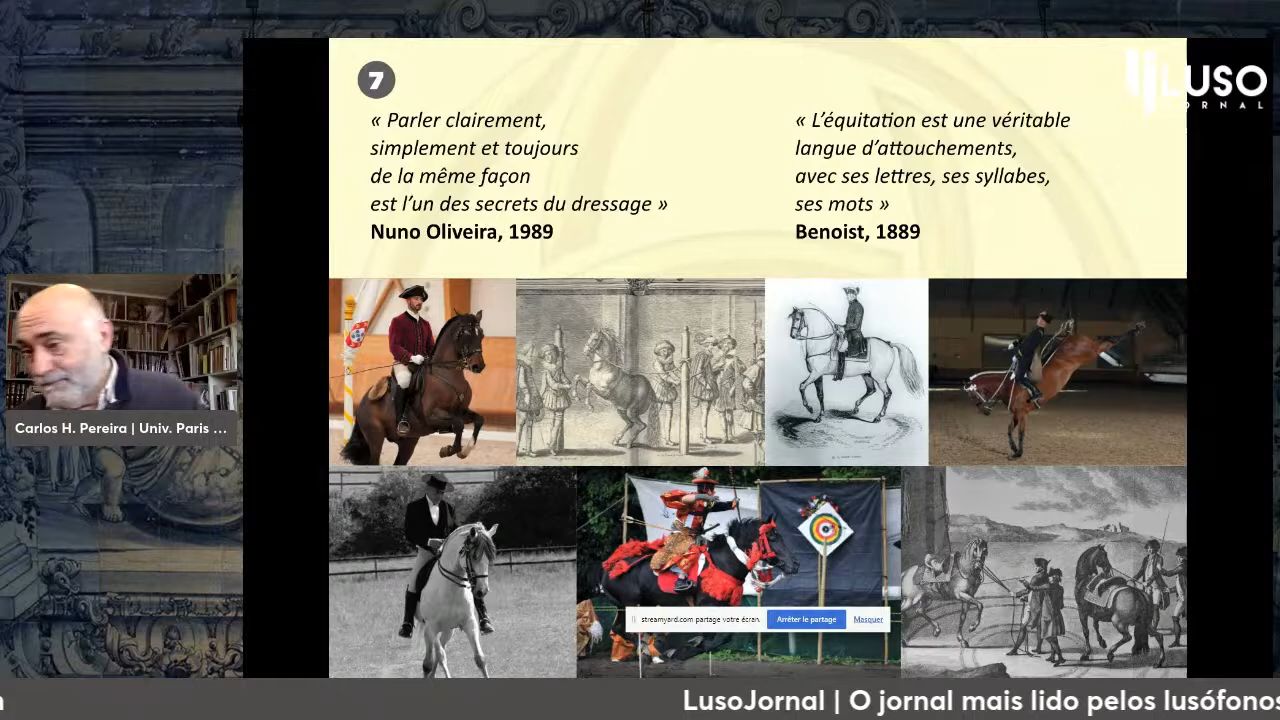 7
« Parler clairement,
simplement et toujours
de la même façon
est l’un des secrets du dressage »
Nuno Oliveira, 1989
« L’équitation est une véritable
langue d’attouchements,
avec ses lettres, ses syllabes,
ses mots »
Benoist, 1889
LUSO
JORNAL
Carlos H. Pereira | Univ. Paris ...
streamyard.com partage votre écran.
Arrêter le partage
Masquer
LusoJornal | O jornal mais lido pelos lusófonos